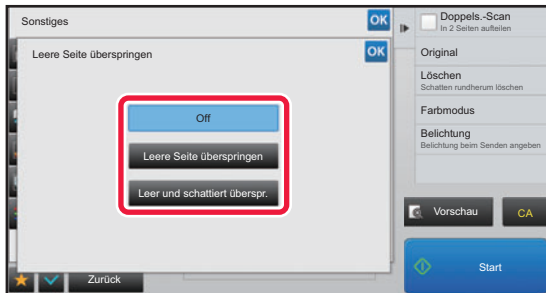 Sonstiges
OK
Leere Seite überspringen
OK
Off
Leere Seite überspringen
Leer und schattiert überspr.
Zurück
Doppels.-Scan
In 2 Seiten aufteilen
Original
Löschen
Schatten rundherum löschen
Farbmodus
Belichtung
Belichtung beim Senden angeben
Vorschau
CA
Start